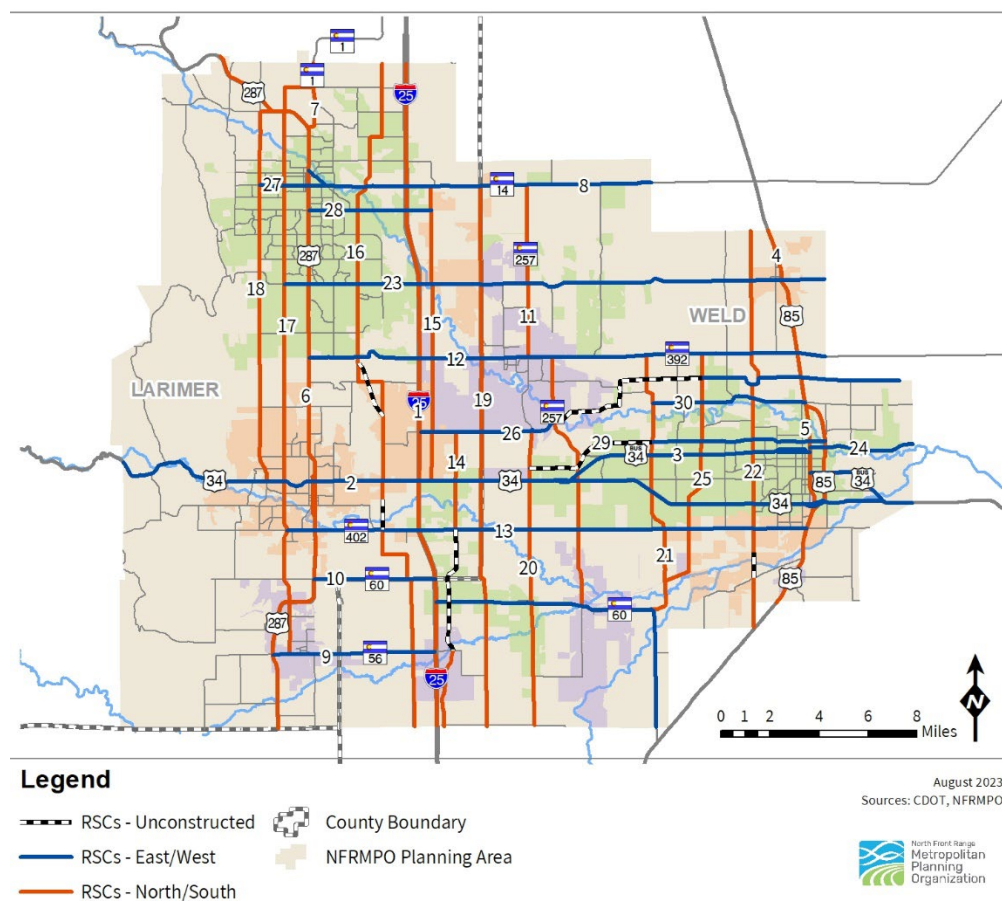 1
1
287
7
25
27
14
8
28
257
287
16
4
23
18
15
11
WELD
85
17
12
392
LARIMER
6
25
1
19
257
30
26
5
29
BUS
34
3
24
14
34
2
34
25
22
BUS
34
34
85
402
13
10
60
20
21
85
287
60
9
56
25
0 1 2 4 6 8
Miles
N
Legend
RSCs - Unconstructed
County Boundary
RSCs - East/West
NFRMPO Planning Area
RSCs - North/South
August 2023
Sources: CDOT, NFRMPO
North Front Range
Metropolitan
Planning
Organization